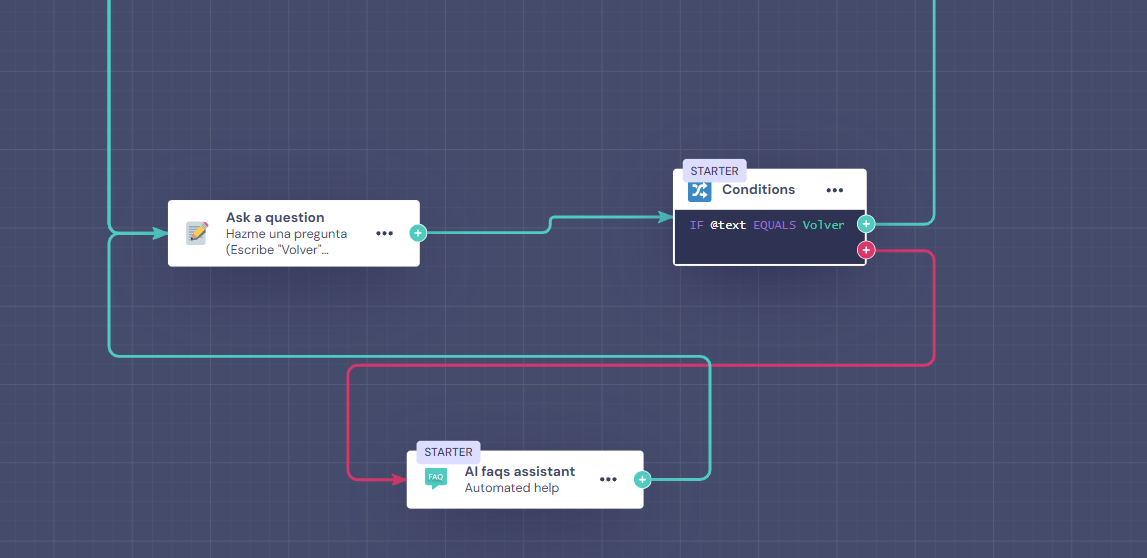 STARTER
Conditions
IF @text EQUALS Volver
Ask a question
Hazme una pregunta
(Escribe "Volver"...
STARTER
FAQ
AI faqs assistant
Automated help